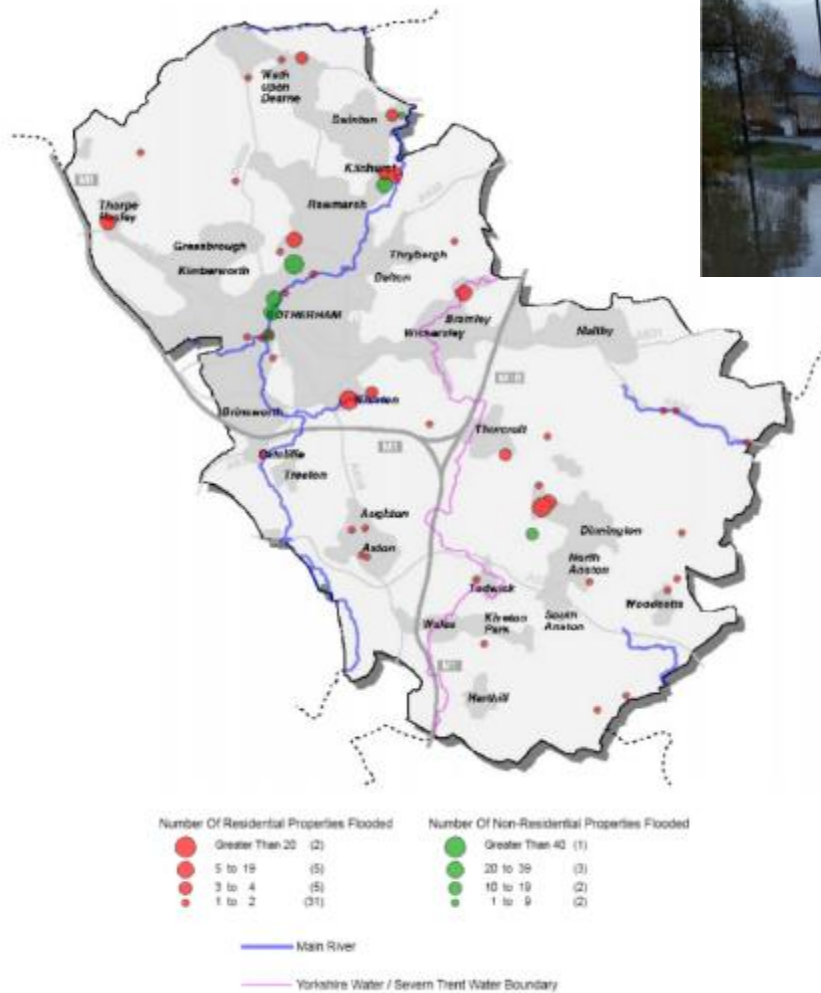 Wath
upon
Dearne
Swinton
Kilnhurst
M1
Rawmarsh
Thorpe
Hesley
Greasbrough
Thrybergh
Kimberworth
Dalton
ROTHERHAM
Bramley
Wickersley
Maltby
Whiston
Brinsworth
M1
Thurcroft
Catcliffe
Treeton
Aughton
Dinnington
Aston
North
Anston
Todwick
Woodsetts
South
Anston
Wales
Kiveton
Park
M1
Harthill
Number Of Residential Properties Flooded
Greater Than 20 (2)
5 to 19 (5)
3 to 4 (5)
1 to 2 (31)
Number Of Non-Residential Properties Flooded
Greater Than 40 (1)
20 to 39 (3)
10 to 19 (2)
1 to 9 (2)
Main River
Yorkshire Water / Severn Trent Water Boundary